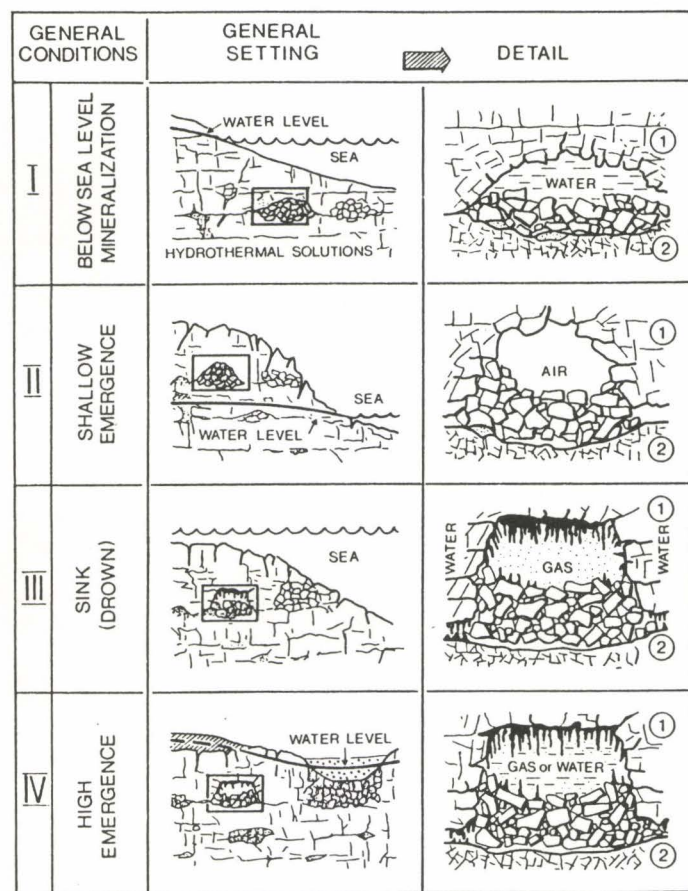 GENERAL
CONDITIONS
GENERAL
SETTING
DETAIL
I
BELOW SEA LEVEL
MINERALIZATION
WATER LEVEL
SEA
HYDROTHERMAL SOLUTIONS
1
WATER
2
II
SHALLOW
EMERGENCE
SEA
WATER LEVEL
1
AIR
2
III
SINK
(DROWN)
SEA
1
WATER
GAS
WATER
2
IV
HIGH
EMERGENCE
WATER LEVEL
1
GAS or WATER
2